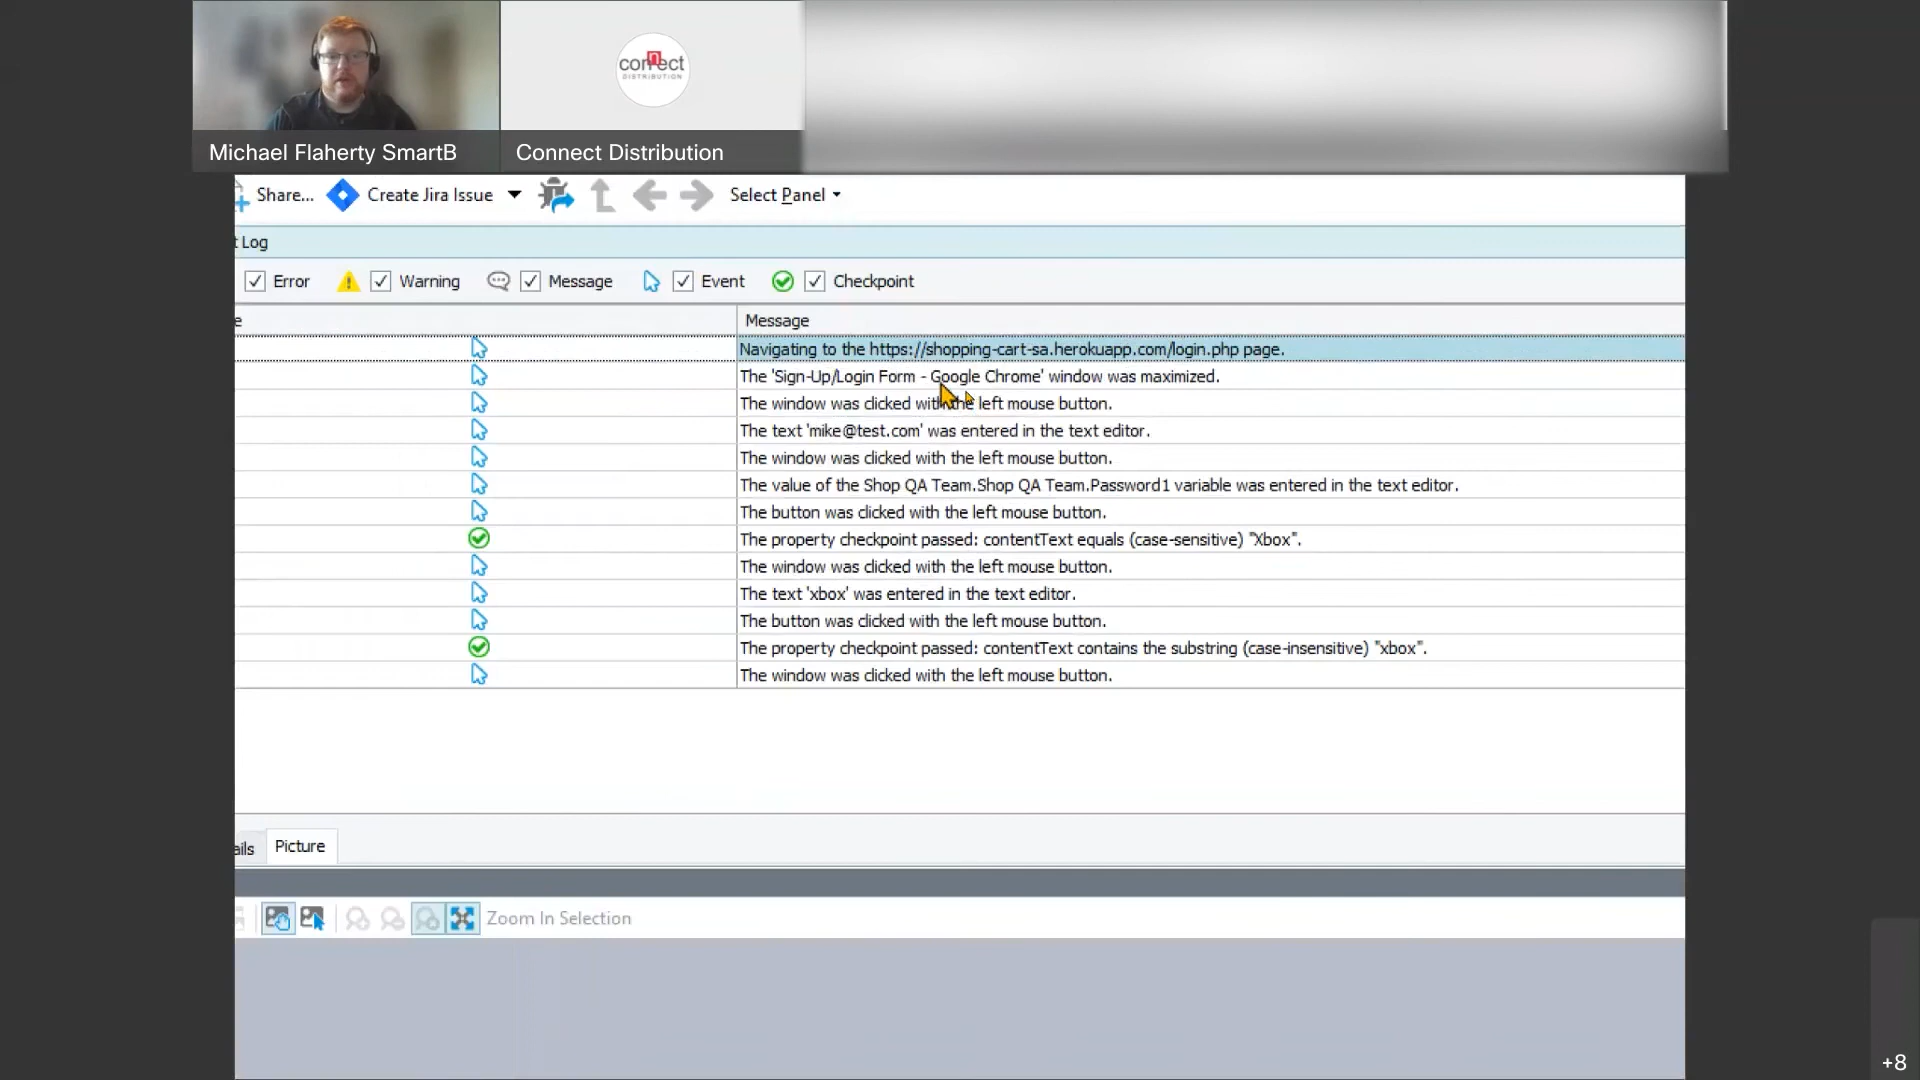 connect
DISTRIBUTION
Michael Flaherty SmartB
Connect Distribution
Share... Create Jira Issue Select Panel
t Log
Error Warning Message Event Checkpoint
e Message
Navigating to the https://shopping-cart-sa.herokuapp.com/login.php page.
The 'Sign-Up/Login Form - Google Chrome' window was maximized.
The window was clicked with the left mouse button.
The text 'mike@test.com' was entered in the text editor.
The window was clicked with the left mouse button.
The value of the Shop QA Team.Shop QA Team.Password1 variable was entered in the text editor.
The button was clicked with the left mouse button.
The property checkpoint passed: contentText equals (case-sensitive) "Xbox".
The window was clicked with the left mouse button.
The text 'xbox' was entered in the text editor.
The button was clicked with the left mouse button.
The property checkpoint passed: contentText contains the substring (case-insensitive) "xbox".
The window was clicked with the left mouse button.
ails Picture
Zoom In Selection
+8